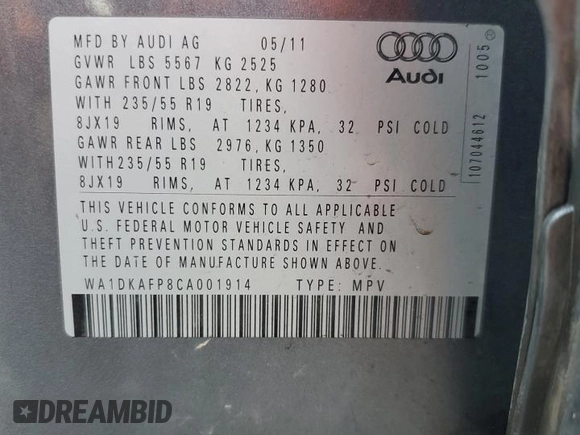 MFD BY AUDI AG 05/11
GVWR LBS 5567 KG 2525
GAWR FRONT LBS 2822, KG 1280
WITH 235/55 R19 TIRES,
8JX19 RIMS, AT 1234 KPA, 32 PSI COLD
GAWR REAR LBS 2976, KG 1350
WITH235/55 R19 TIRES,
8JX19 RIMS, AT 1234 KPA, 32 PSI COLD
THIS VEHICLE CONFORMS TO ALL APPLICABLE
U.S. FEDERAL MOTOR VEHICLE SAFETY AND
THEFT PREVENTION STANDARDS IN EFFECT ON
THE DATE OF MANUFACTURE SHOWN ABOVE.
WA1DKAFP8CA001914 TYPE: MPV
Audi
107044612 1005
DREAMBID